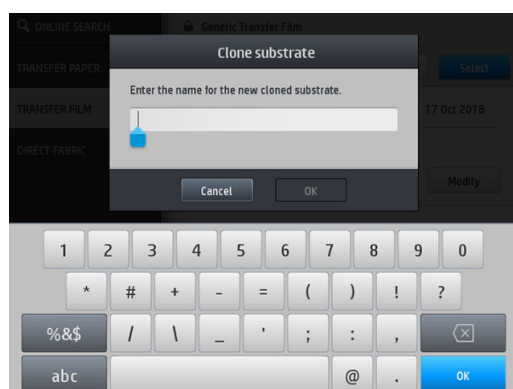 ONLINE SEARCH
Generic Transfer Film
Clone substrate
TRANSFER PAPER
Select
Enter the name for the new cloned substrate.
TRANSFER FILM
17 Oct 2018
DIRECT FABRIC
Modify
Cancel OK
1 2 3 4 5 6 7 8 9 0
* # + - = ( ) ! ?
%&$ / \ _ ' ; : ,
abc @ . OK